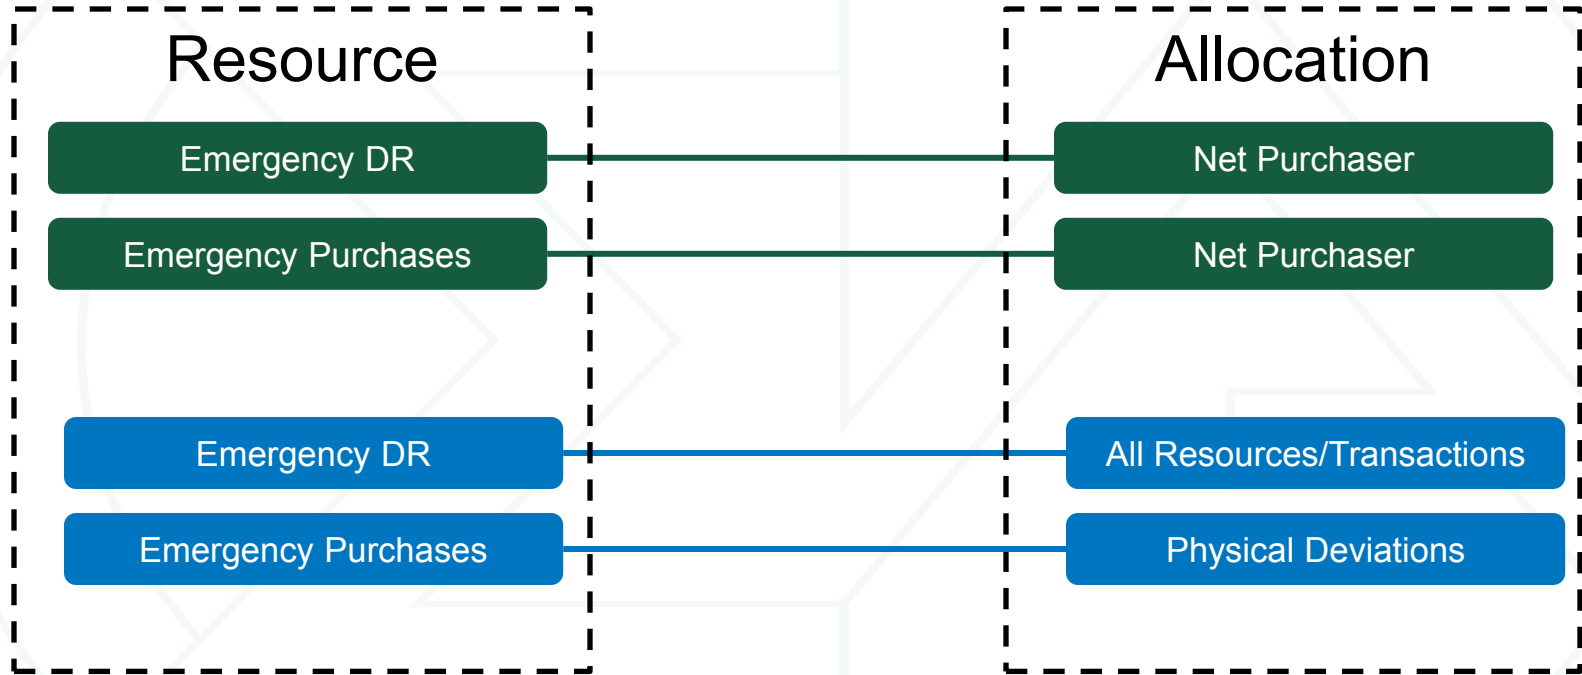 Resource
Allocation
Emergency DR
Net Purchaser
Emergency Purchases
Net Purchaser
Emergency DR
All Resources/Transactions
Emergency Purchases
Physical Deviations